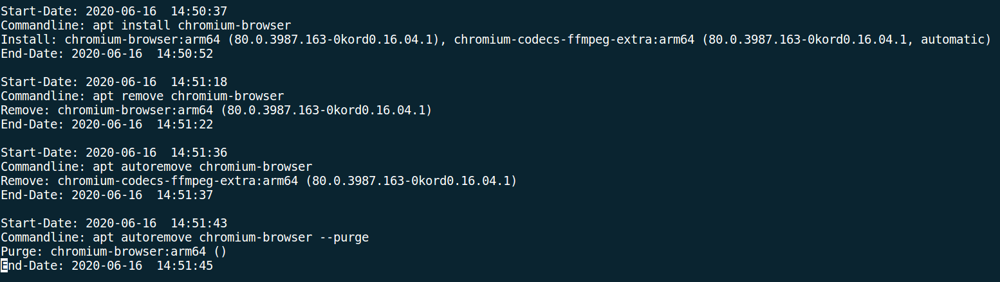 Start-Date: 2020-06-16  14:50:37
Commandline: apt install chromium-browser
Install: chromium-browser:arm64 (80.0.3987.163-0kord0.16.04.1), chromium-codecs-ffmpeg-extra:arm64 (80.0.3987.163-0kord0.16.04.1, automatic)
End-Date: 2020-06-16  14:50:52

Start-Date: 2020-06-16  14:51:18
Commandline: apt remove chromium-browser
Remove: chromium-browser:arm64 (80.0.3987.163-0kord0.16.04.1)
End-Date: 2020-06-16  14:51:22

Start-Date: 2020-06-16  14:51:36
Commandline: apt autoremove chromium-browser
Remove: chromium-codecs-ffmpeg-extra:arm64 (80.0.3987.163-0kord0.16.04.1)
End-Date: 2020-06-16  14:51:37

Start-Date: 2020-06-16  14:51:43
Commandline: apt autoremove chromium-browser --purge
Purge: chromium-browser:arm64 ()
End-Date: 2020-06-16  14:51:45